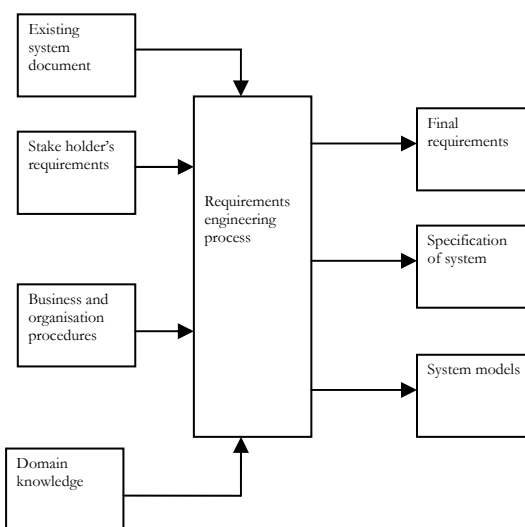 Existing
system
document
Stake holder's
requirements
Business and
organisation
procedures
Domain
knowledge
Requirements
engineering
process
Final
requirements
Specification
of system
System models